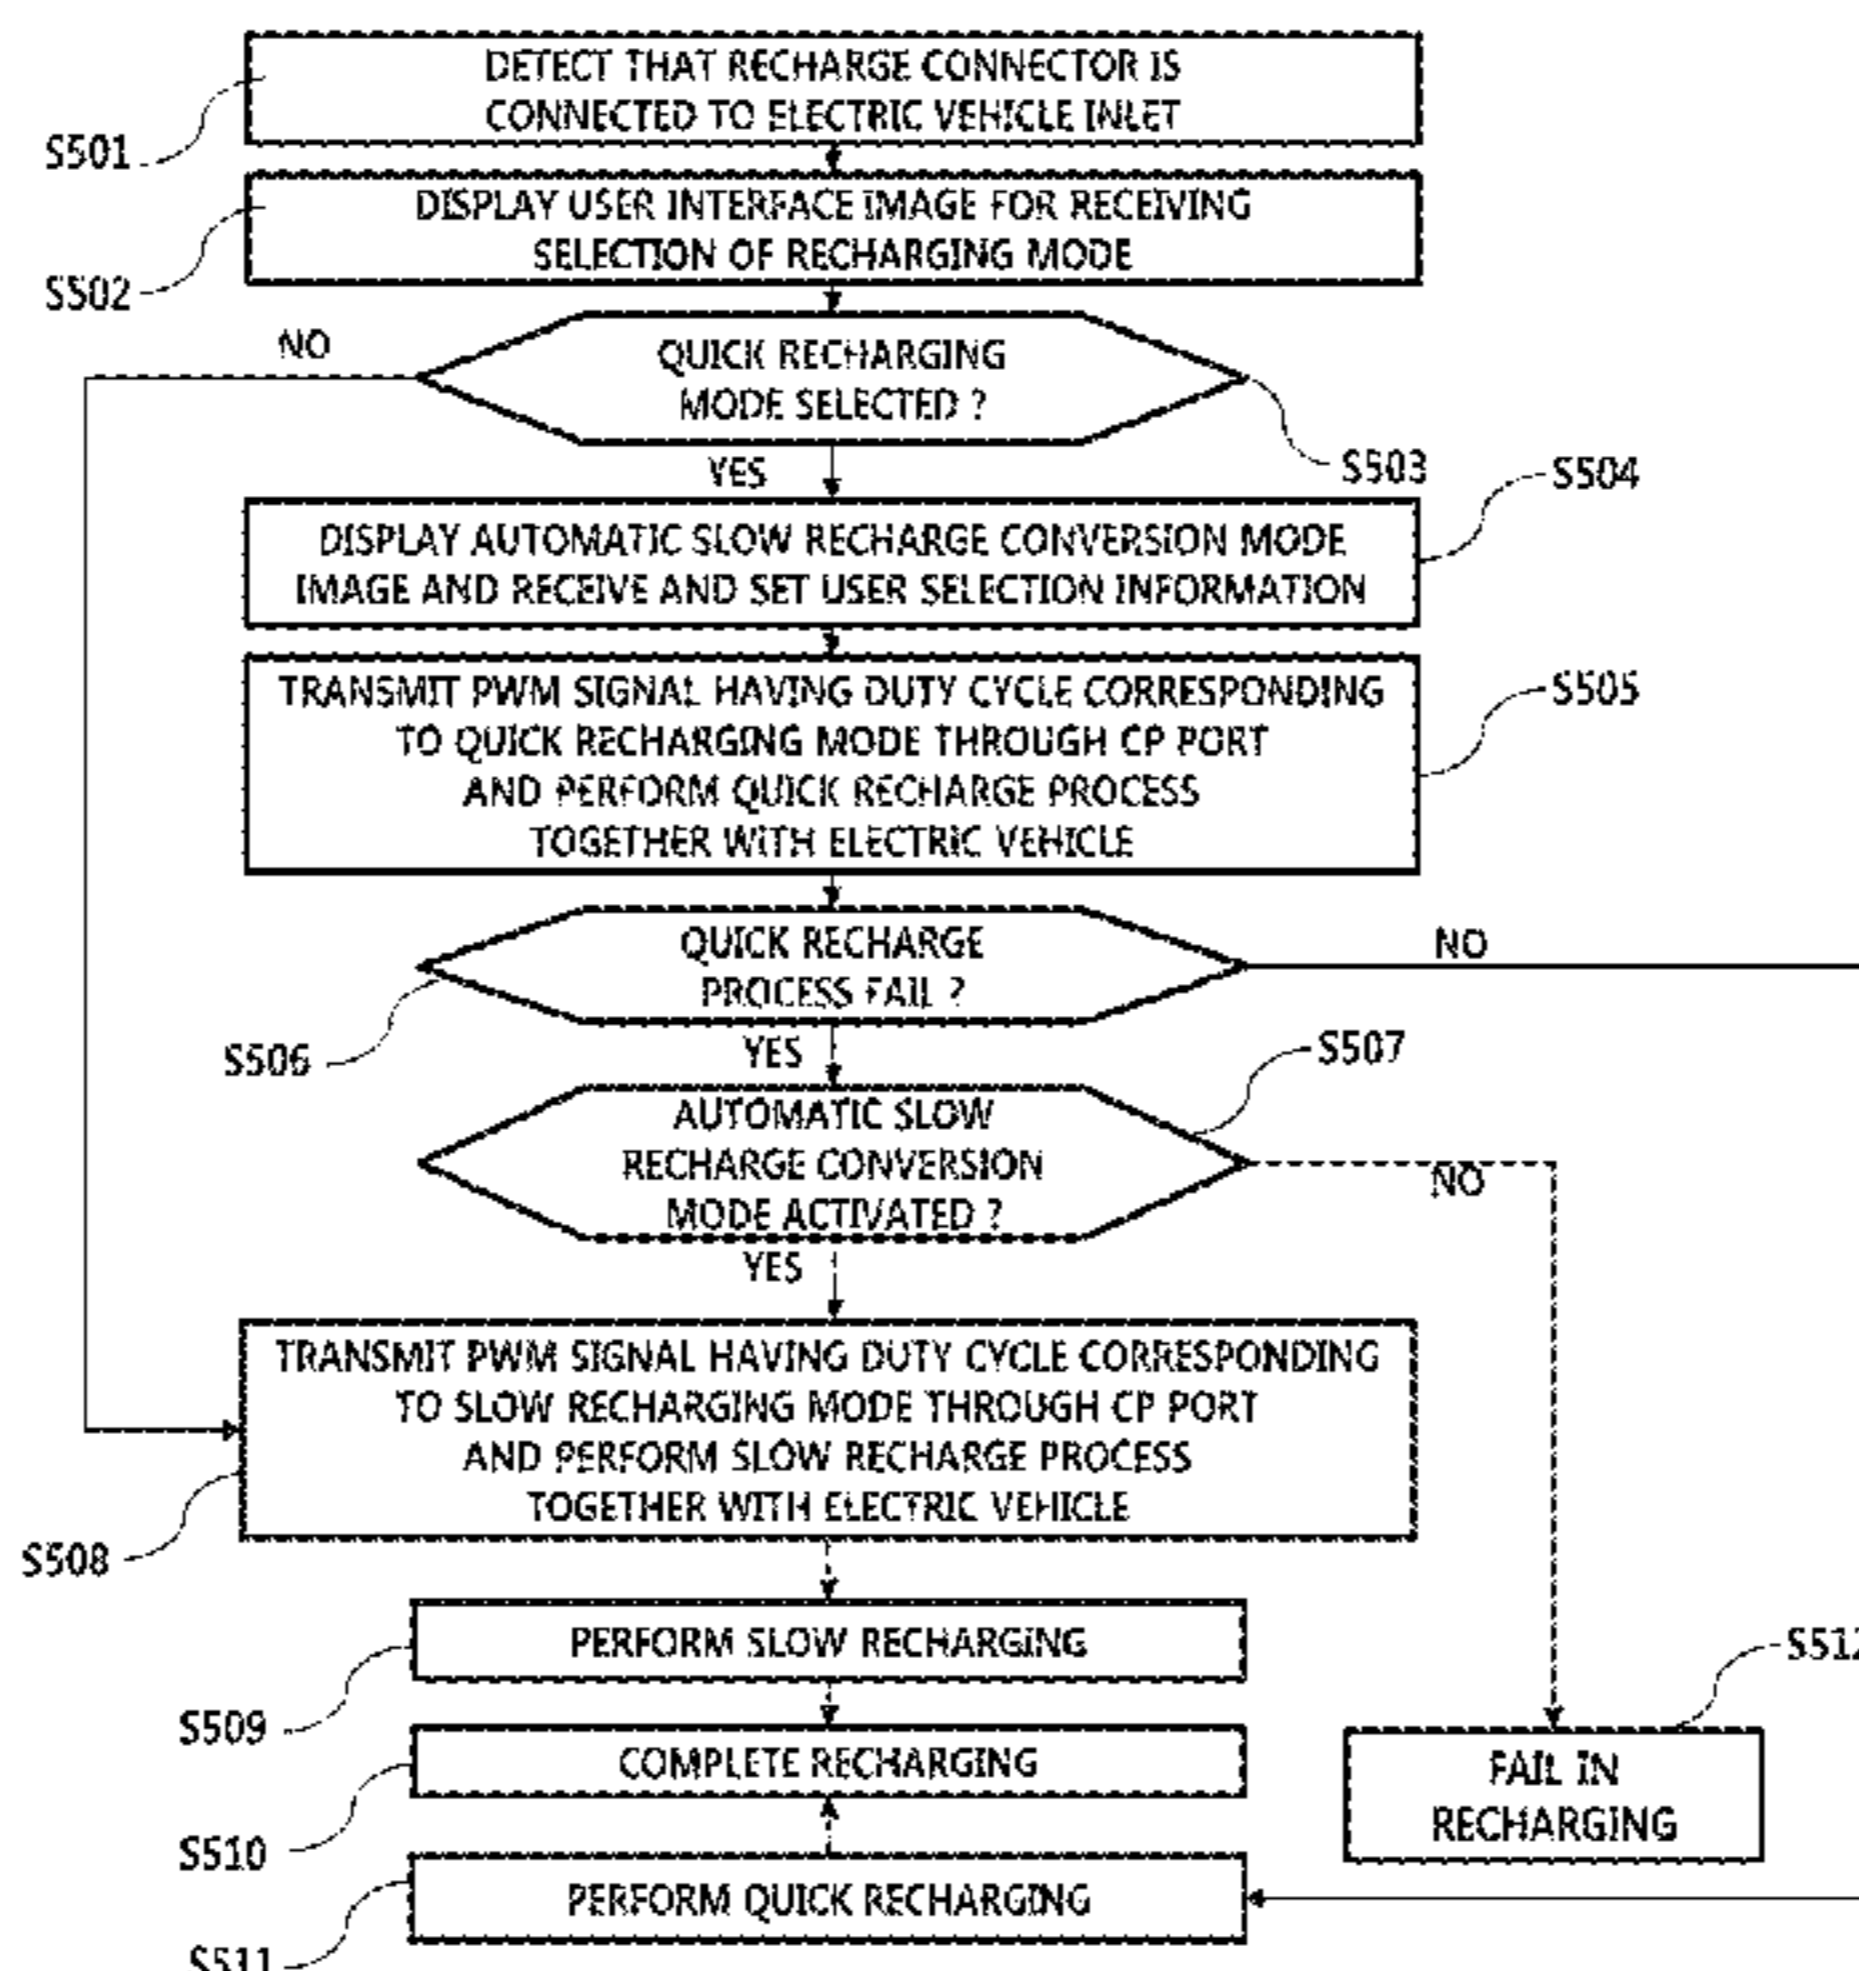 DETECT THAT RECHARGE CONNECTOR IS
CONNECTED TO ELECTRIC VEHICLE INLET
S501
DISPLAY USER INTERFACE IMAGE FOR RECEIVING
SELECTION OF RECHARGING MODE
S502
NO
QUICK RECHARGING
MODE SELECTED ?
S503
YES
S504
DISPLAY AUTOMATIC SLOW RECHARGE CONVERSION MODE
IMAGE AND RECEIVE AND SET USER SELECTION INFORMATION
TRANSMIT PWM SIGNAL HAVING DUTY CYCLE CORRESPONDING
TO QUICK RECHARGING MODE THROUGH CP PORT
AND PERFORM QUICK RECHARGE PROCESS
TOGETHER WITH ELECTRIC VEHICLE
S505
QUICK RECHARGE
PROCESS FAIL ?
NO
S506
YES
S507
AUTOMATIC SLOW
RECHARGE CONVERSION
MODE ACTIVATED ?
NO
YES
TRANSMIT PWM SIGNAL HAVING DUTY CYCLE CORRESPONDING
TO SLOW RECHARGING MODE THROUGH CP PORT
AND PERFORM SLOW RECHARGE PROCESS
TOGETHER WITH ELECTRIC VEHICLE
S508
PERFORM SLOW RECHARGING
S509
S512
COMPLETE RECHARGING
S510
FAIL IN
RECHARGING
PERFORM QUICK RECHARGING
S511